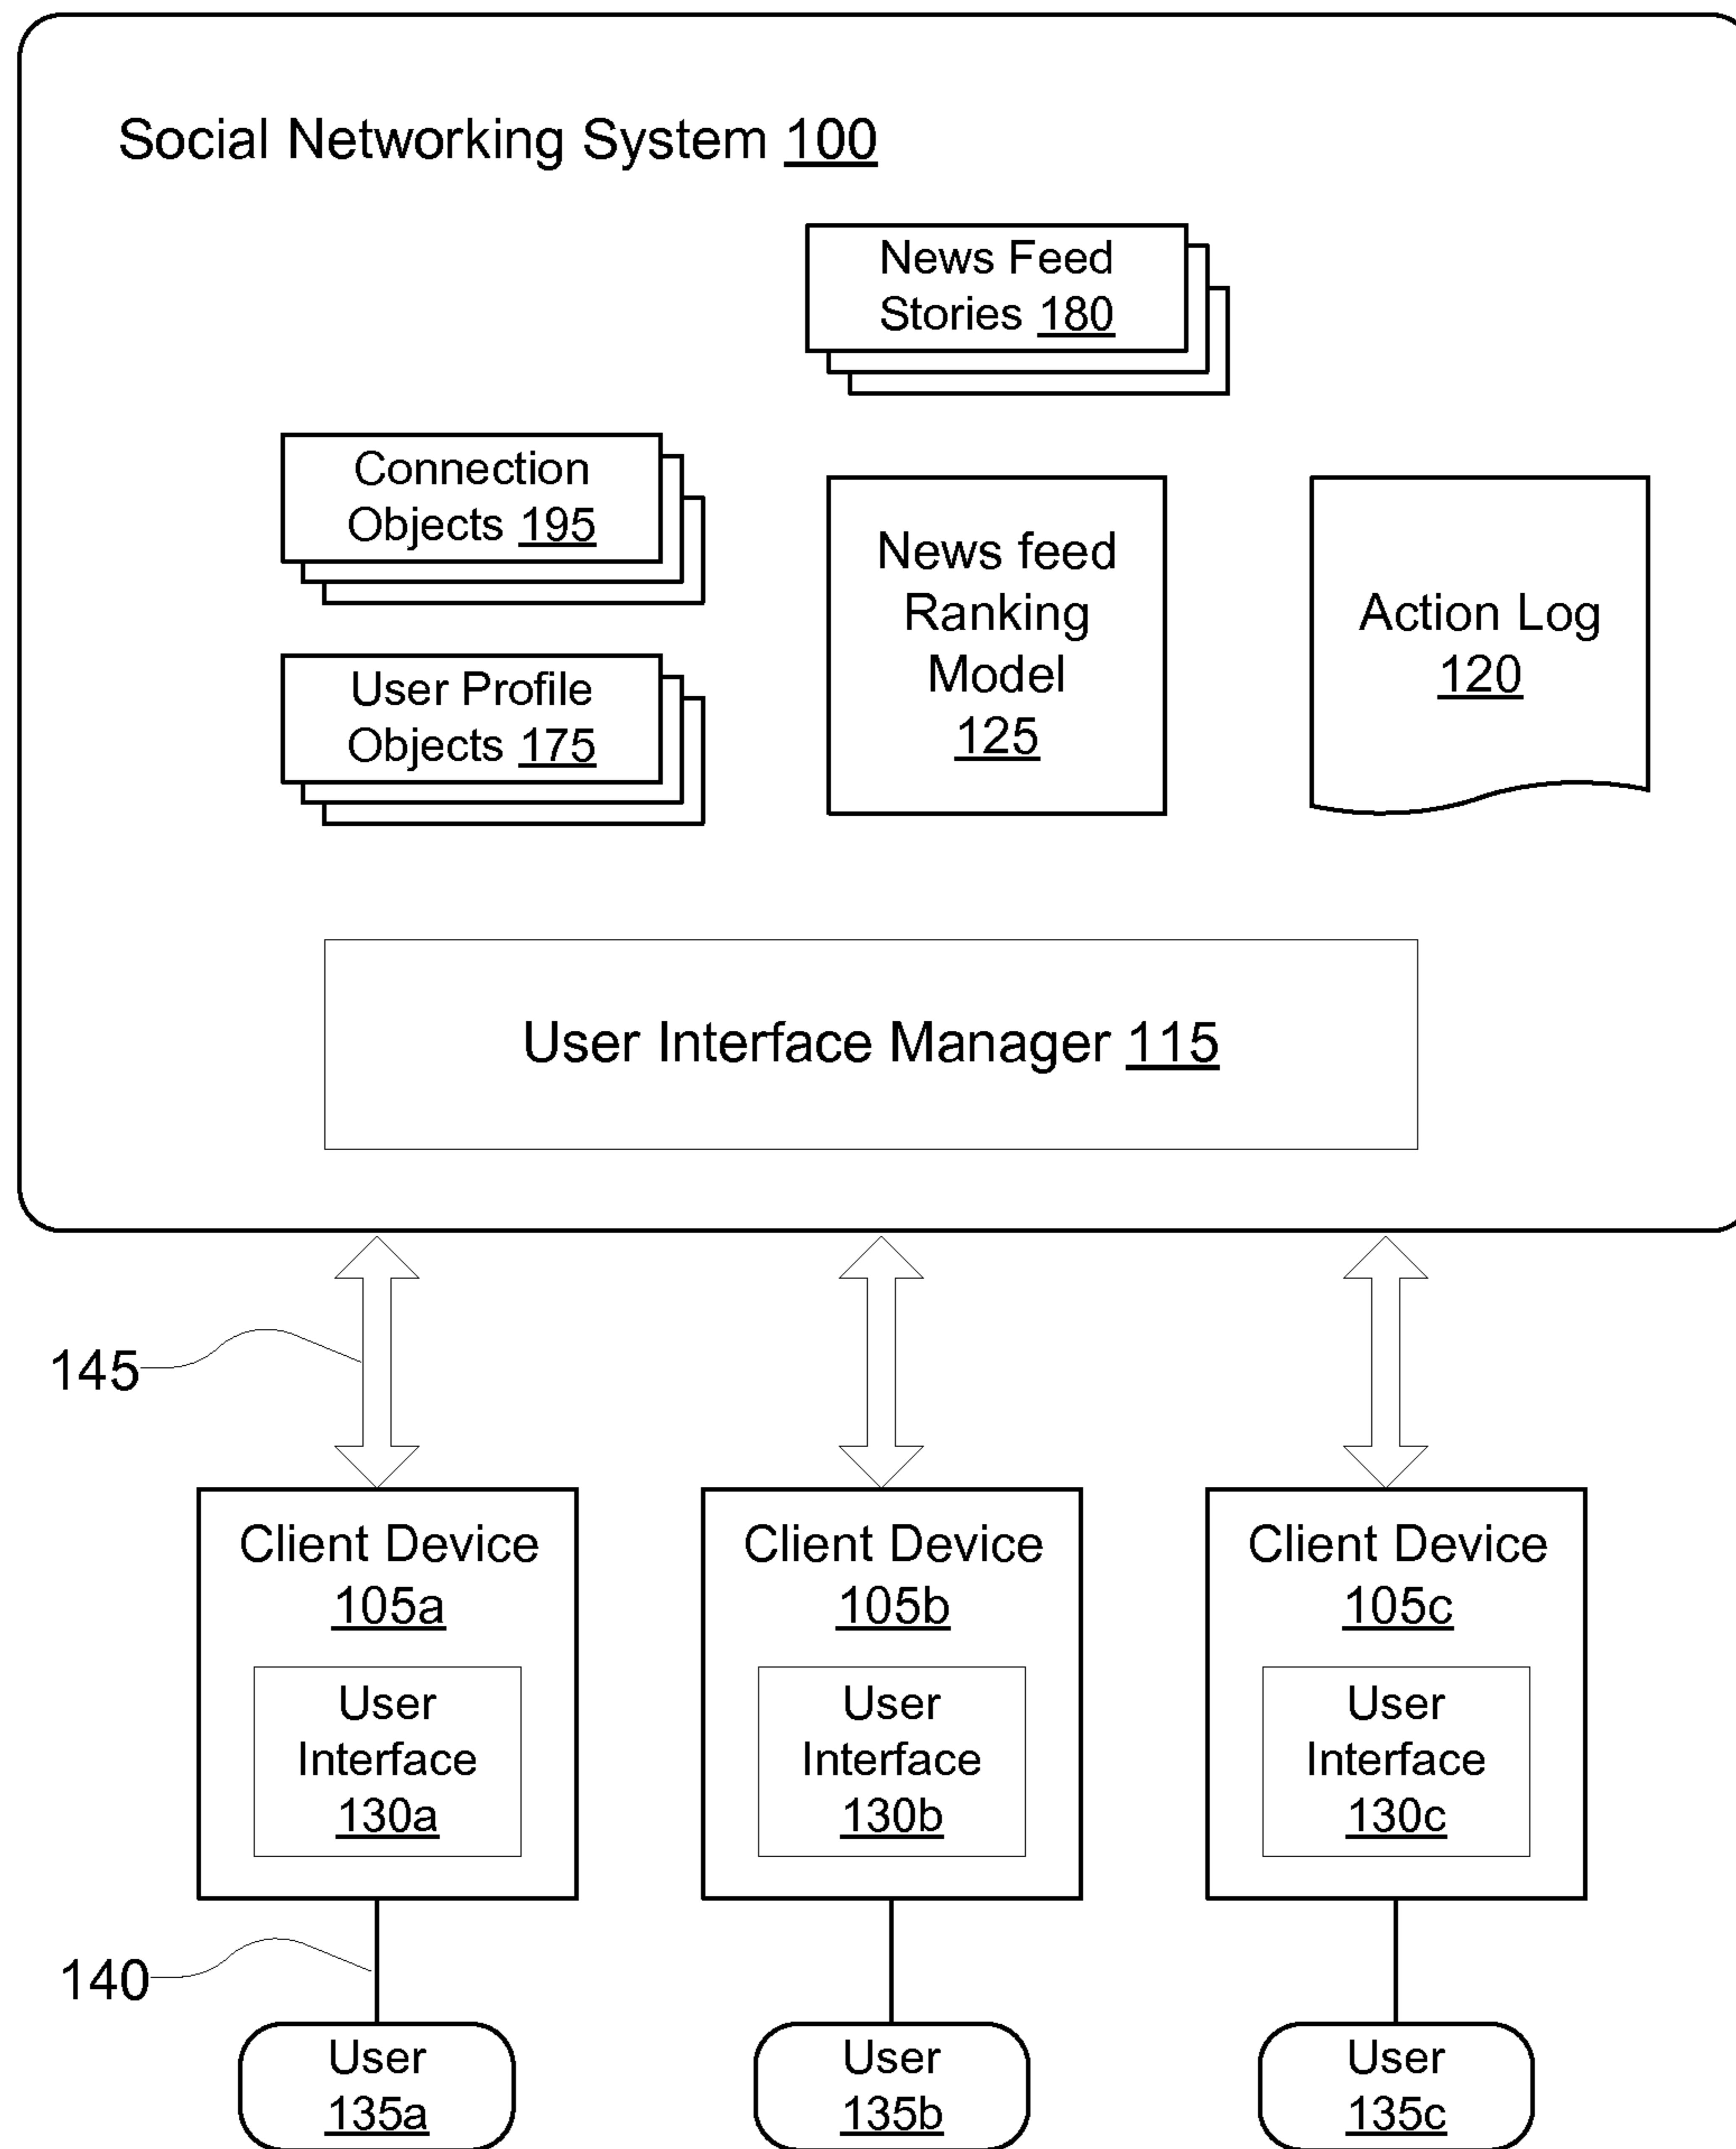 Social Networking System 100
News Feed
Stories 180
Connection
Objects 195
User Profile
Objects 175
News feed
Ranking
Model
125
Action Log
120
User Interface Manager 115
145
Client Device
105a
User
Interface
130a
Client Device
105b
User
Interface
130b
Client Device
105c
User
Interface
130c
140
User
135a
User
135b
User
135c